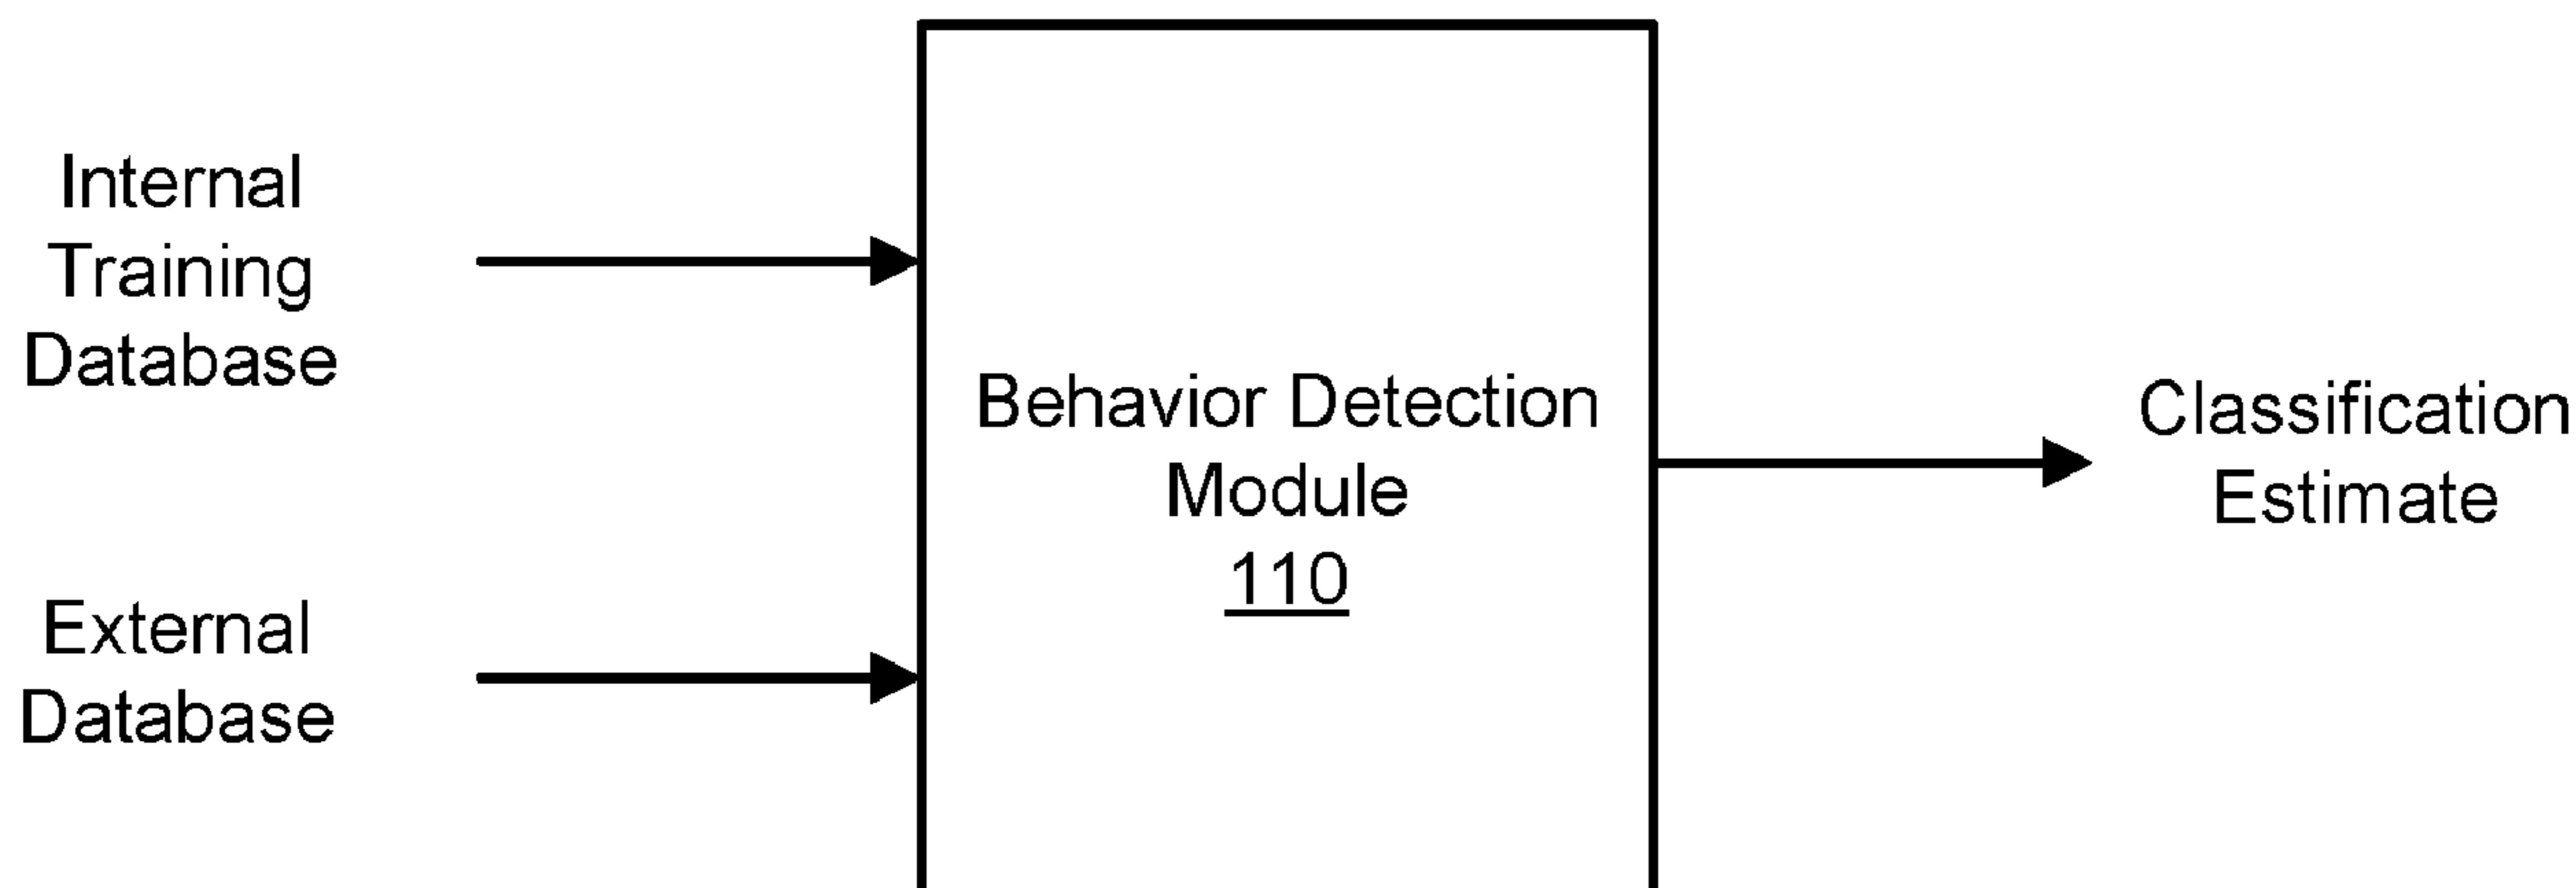 Internal
Training
Database
External
Database
Behavior Detection
Module
110
Classification
Estimate